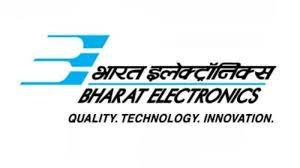 भारत इलेक्ट्रॉनिक्स
BHARAT ELECTRONICS
QUALITY. TECHNOLOGY. INNOVATION.